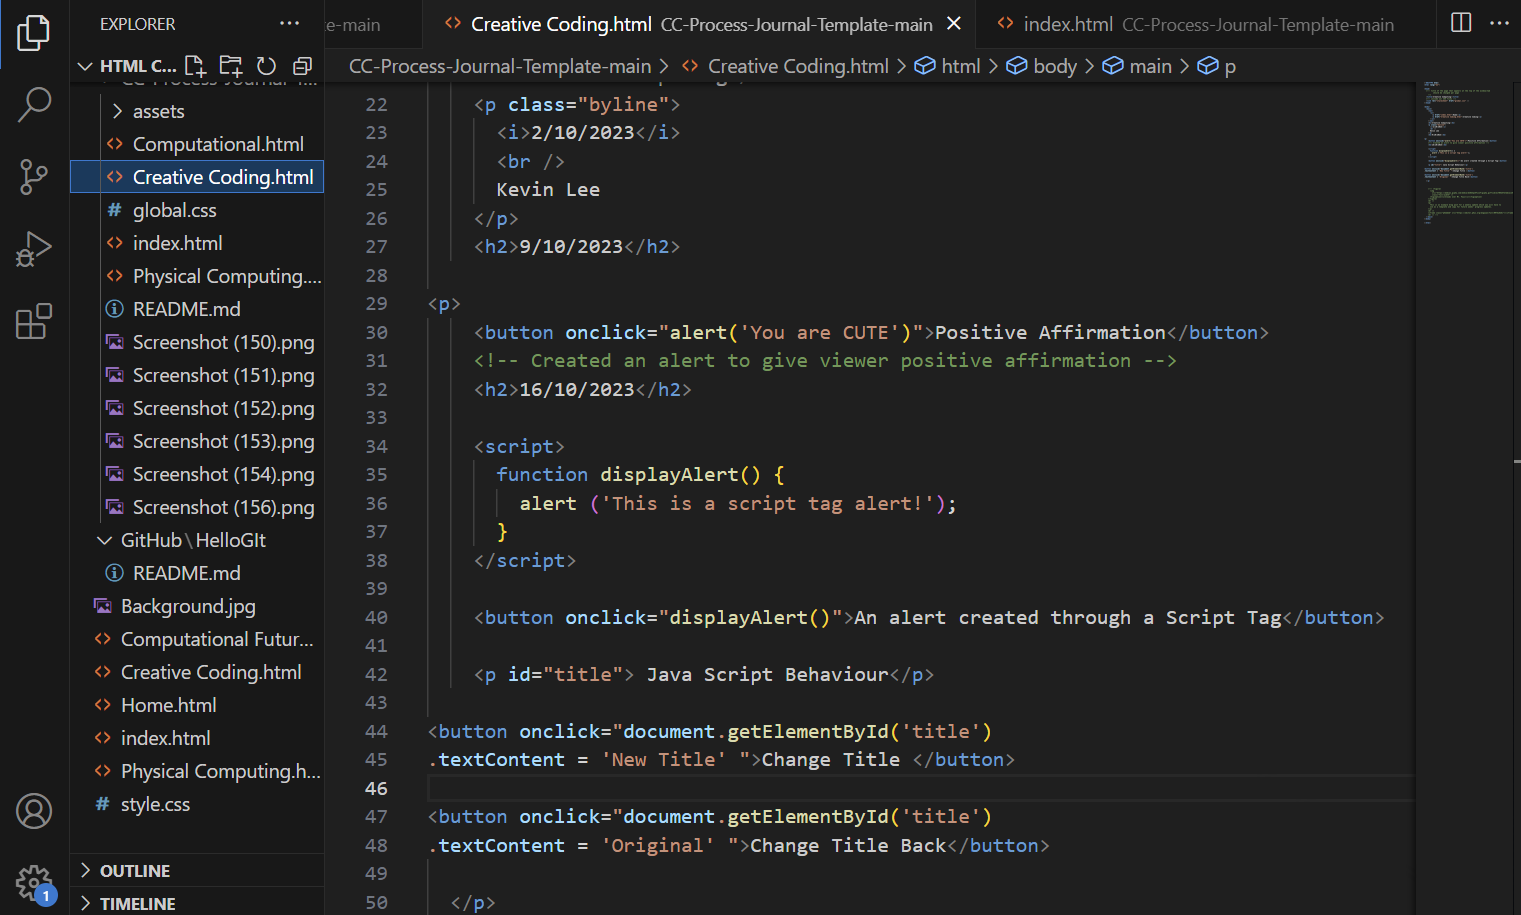 EXPLORER
HTML C...
assets
Computational.html
Creative Coding.html
global.css
index.html
Physical Computing....
README.md
Screenshot (150).png
Screenshot (151).png
Screenshot (152).png
Screenshot (153).png
Screenshot (154).png
Screenshot (156).png
GitHub\HelloGIt
README.md
Background.jpg
Computational Futur...
Creative Coding.html
Home.html
index.html
Physical Computing.h...
style.css
OUTLINE
TIMELINE
1
e-main
Creative Coding.html CC-Process-Journal-Template-main
index.html CC-Process-Journal-Template-main
CC-Process-Journal-Template-main > Creative Coding.html > html > body > main > p
22 <p class="byline">
23 <i>2/10/2023</i>
24 <br />
25 Kevin Lee
26 </p>
27 <h2>9/10/2023</h2>
28
29 <p>
30 <button onclick="alert('You are CUTE')">Positive Affirmation</button>
31 <!-- Created an alert to give viewer positive affirmation -->
32 <h2>16/10/2023</h2>
33
34 <script>
35 function displayAlert() {
36 alert ('This is a script tag alert!');
37 }
38 </script>
39
40 <button onclick="displayAlert()">An alert created through a Script Tag</button>
41
42 <p id="title"> Java Script Behaviour</p>
43
44 <button onclick="document.getElementById('title')
45 .textContent = 'New Title' ">Change Title </button>
46
47 <button onclick="document.getElementById('title')
48 .textContent = 'Original' ">Change Title Back</button>
49
50 </p>